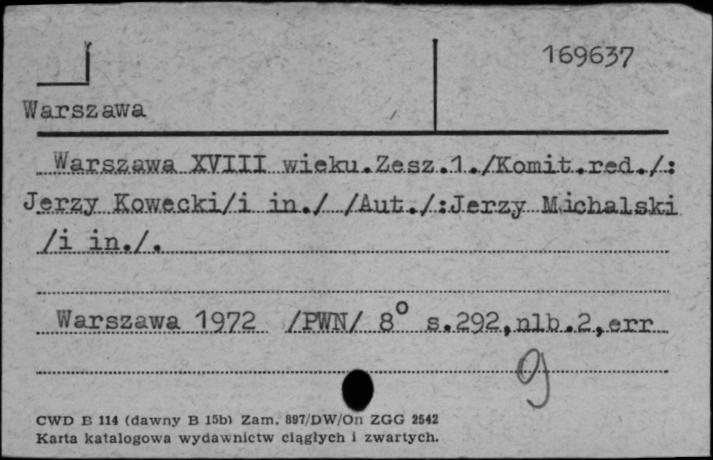 169637
Warszawa
Warszawa XVIII wieku.Zesz.1./Komit.red./:
Jerzy Kowecki/i in./ /Aut./:Jerzy Michalski
/i in./.
Warszawa 1972 /PWN/ 8° s.292,nlb.2,err
g
CWD B 114 (dawny B 15b) Zam. 897/DW/On ZGG 2542
Karta katalogowa wydawnictw ciągłych i zwartych.